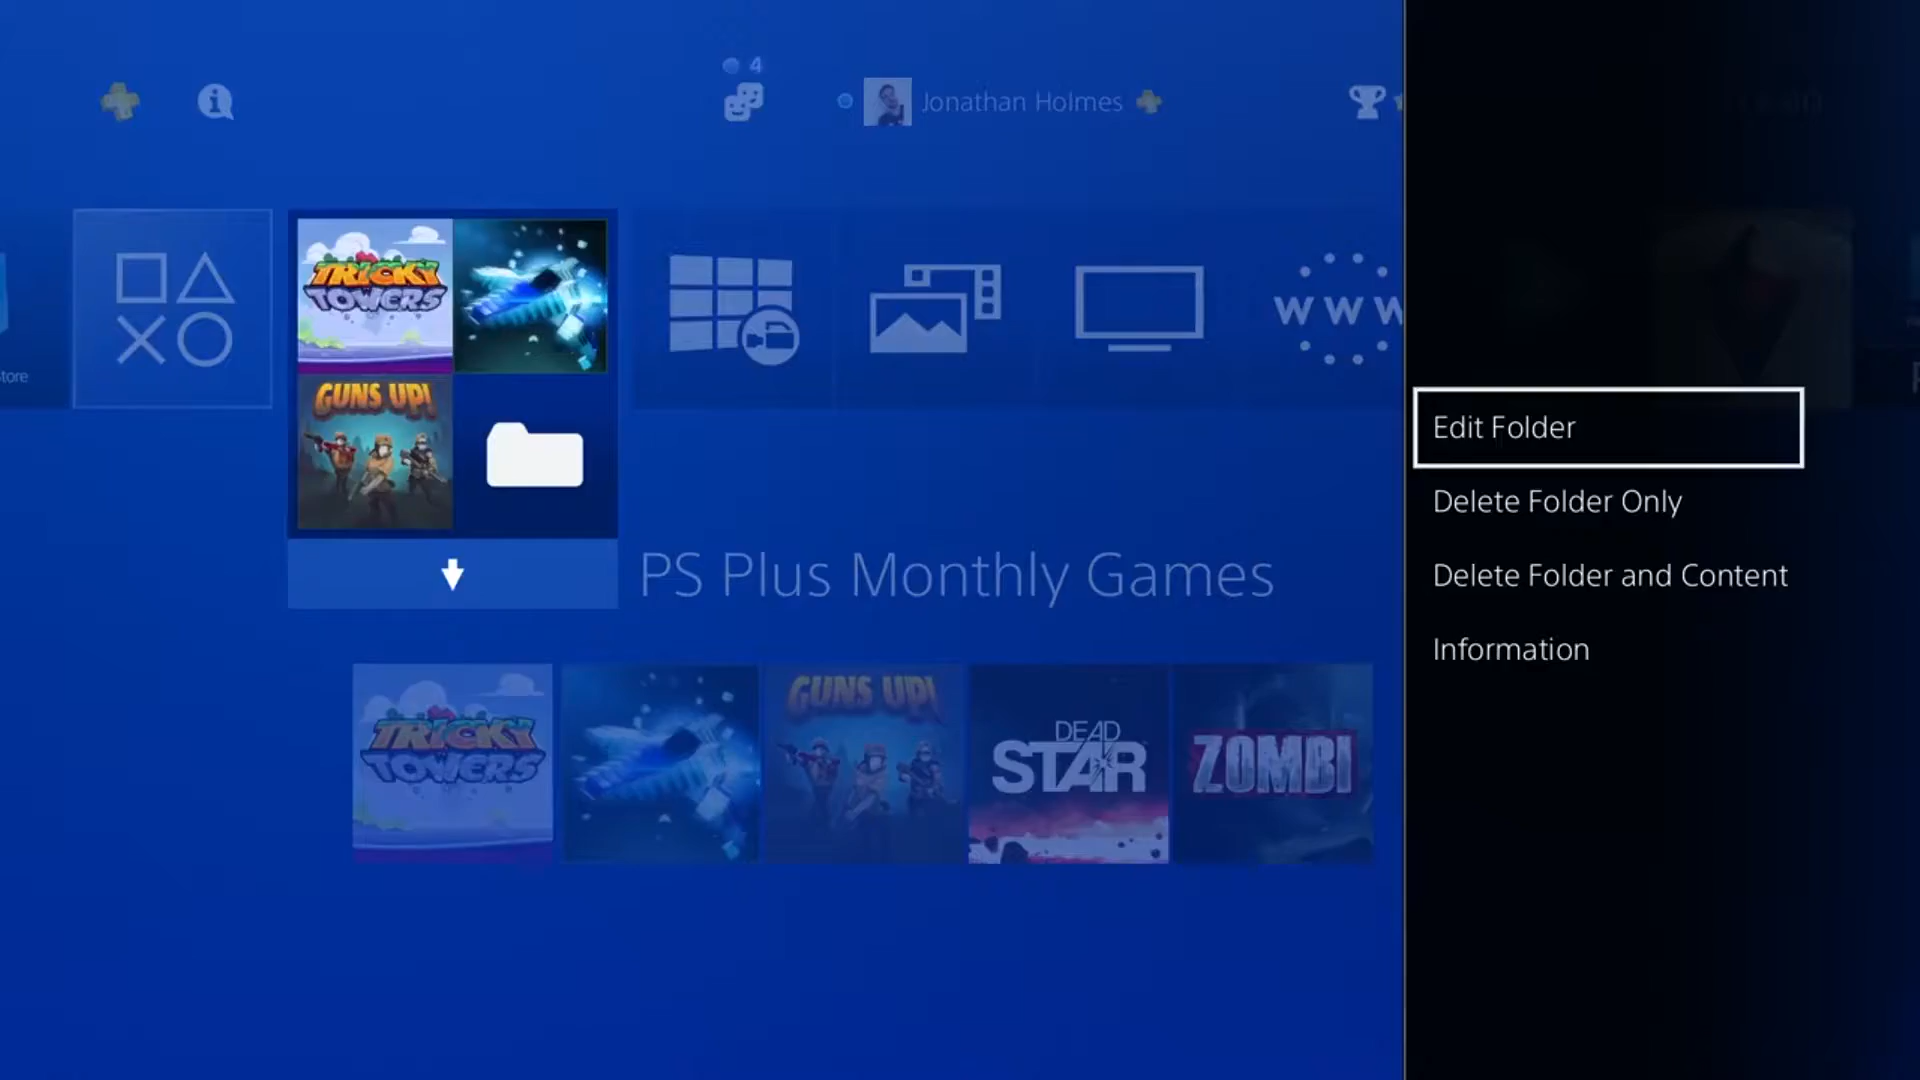 4
Jonathan Holmes
tore
TRICKY
TOWERS
GUNS UP!
WWW
Edit Folder
Delete Folder Only
Delete Folder and Content
Information
PS Plus Monthly Games
TRICKY
TOWERS
GUNS UP!
DEAD
STAR
ZOMBI